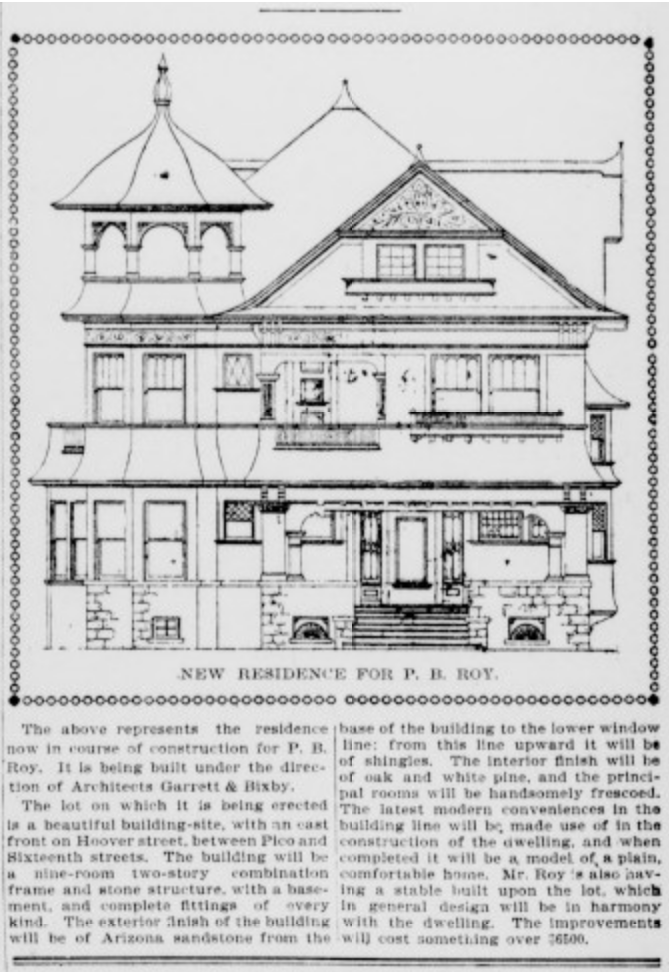 NEW RESIDENCE FOR P. B. ROY.
The above represents the residence
now in course of construction for P. B.
Roy. It is being built under the direc-
tion of Architects Garrett & Bixby.
The lot on which it is being erected
is a beautiful building-site, with an east
front on Hoover street, between Pico and
Sixteenth streets. The building will be
a nine-room two-story combination
frame and stone structure, with a base-
ment, and complete fittings of every
kind. The exterior finish of the building
will be of Arizona sandstone from the
base of the building to the lower window
line; from this line upward it will be
of shingles. The interior finish will be
of oak and white pine, and the princi-
pal rooms will be handsomely frescoed.
The latest modern conveniences in the
building line will be made use of in the
construction of the dwelling, and when
completed it will be a model of a plain,
comfortable home. Mr. Roy is also hav-
ing a stable built upon the lot, which
in general design will be in harmony
with the dwelling. The improvements
will cost something over $6500.